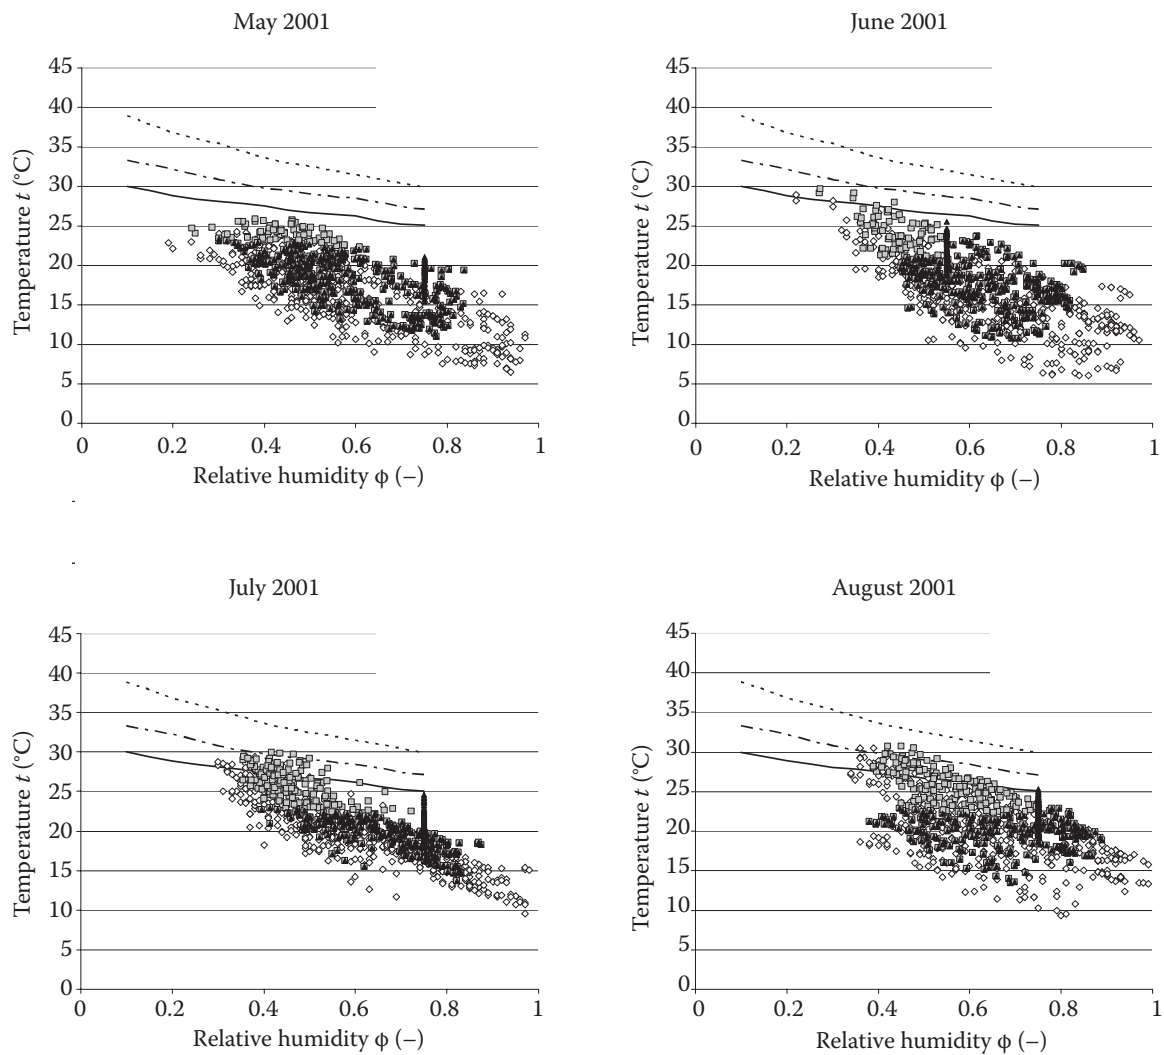 May 2001
June 2001
Temperature t (°C)
45
40
35
30
25
20
15
10
5
0
0 0.2 0.4 0.6 0.8 1
Relative humidity ϕ (–)
Temperature t (°C)
45
40
35
30
25
20
15
10
5
0
0 0.2 0.4 0.6 0.8 1
Relative humidity ϕ (–)
July 2001
August 2001
Temperature t (°C)
45
40
35
30
25
20
15
10
5
0
0 0.2 0.4 0.6 0.8 1
Relative humidity ϕ (–)
Temperature t (°C)
45
40
35
30
25
20
15
10
5
0
0 0.2 0.4 0.6 0.8 1
Relative humidity ϕ (–)